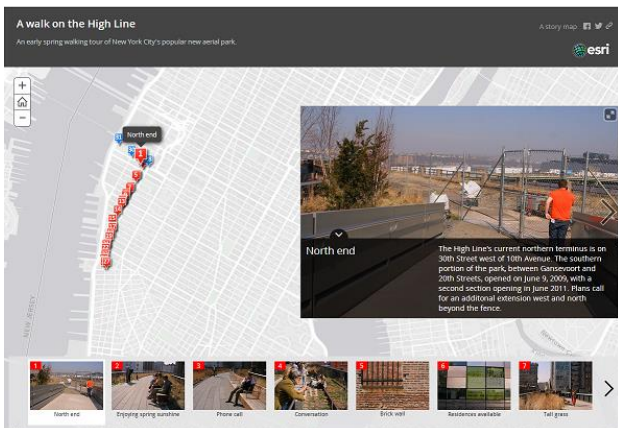 A walk on the High Line
An early spring walking tour of New York City's popular new aerial park.
A story map
esri
North end
1
5
NEW JERSEY
North end
The High Line's current northern terminus is on
30th Street west of 10th Avenue. The southern
portion of the park, between Gansevoort and
20th Streets, opened on June 9, 2009, with a
second section opening in June 2011. Plans call
for an additonal extension west and north
beyond the fence.
1
North end
2
Enjoying spring sunshine
3
Phone call
4
Conversation
5
Brick wall
6
Residences available
7
Tall grass